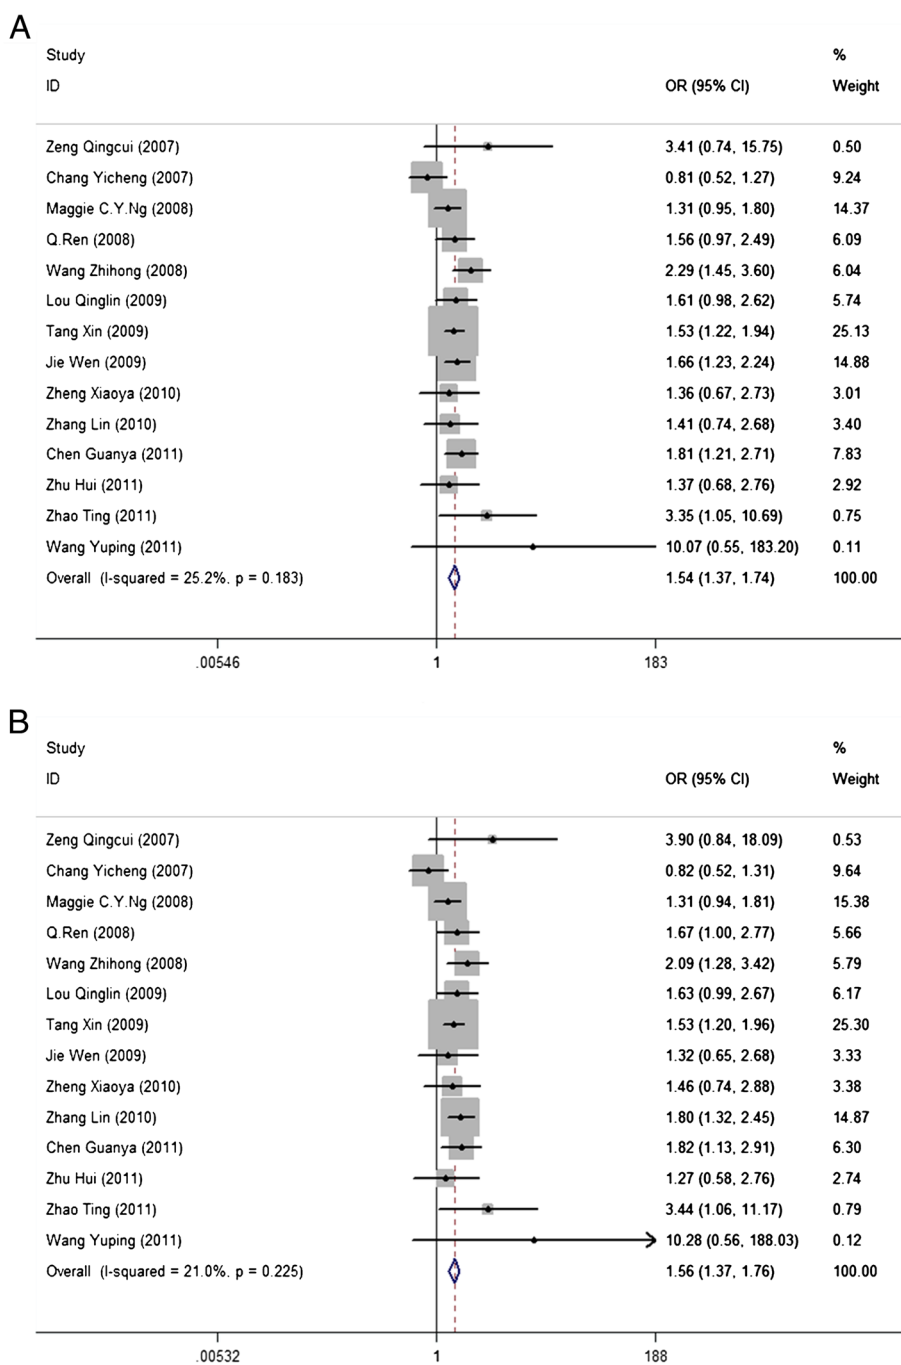 A
Study %
ID OR (95% CI) Weight
Zeng Qingcui (2007) 3.41 (0.74, 15.75) 0.50
Chang Yicheng (2007) 0.81 (0.52, 1.27) 9.24
Maggie C.Y.Ng (2008) 1.31 (0.95, 1.80) 14.37
Q.Ren (2008) 1.56 (0.97, 2.49) 6.09
Wang Zhihong (2008) 2.29 (1.45, 3.60) 6.04
Lou Qinglin (2009) 1.61 (0.98, 2.62) 5.74
Tang Xin (2009) 1.53 (1.22, 1.94) 25.13
Jie Wen (2009) 1.66 (1.23, 2.24) 14.88
Zheng Xiaoya (2010) 1.36 (0.67, 2.73) 3.01
Zhang Lin (2010) 1.41 (0.74, 2.68) 3.40
Chen Guanya (2011) 1.81 (1.21, 2.71) 7.83
Zhu Hui (2011) 1.37 (0.68, 2.76) 2.92
Zhao Ting (2011) 3.35 (1.05, 10.69) 0.75
Wang Yuping (2011) 10.07 (0.55, 183.20) 0.11
Overall (I-squared = 25.2%, p = 0.183) 1.54 (1.37, 1.74) 100.00
.00546 1 183
B
Study %
ID OR (95% CI) Weight
Zeng Qingcui (2007) 3.90 (0.84, 18.09) 0.53
Chang Yicheng (2007) 0.82 (0.52, 1.31) 9.64
Maggie C.Y.Ng (2008) 1.31 (0.94, 1.81) 15.38
Q.Ren (2008) 1.67 (1.00, 2.77) 5.66
Wang Zhihong (2008) 2.09 (1.28, 3.42) 5.79
Lou Qinglin (2009) 1.63 (0.99, 2.67) 6.17
Tang Xin (2009) 1.53 (1.20, 1.96) 25.30
Jie Wen (2009) 1.32 (0.65, 2.68) 3.33
Zheng Xiaoya (2010) 1.46 (0.74, 2.88) 3.38
Zhang Lin (2010) 1.80 (1.32, 2.45) 14.87
Chen Guanya (2011) 1.82 (1.13, 2.91) 6.30
Zhu Hui (2011) 1.27 (0.58, 2.76) 2.74
Zhao Ting (2011) 3.44 (1.06, 11.17) 0.79
Wang Yuping (2011) 10.28 (0.56, 188.03) 0.12
Overall (I-squared = 21.0%, p = 0.225) 1.56 (1.37, 1.76) 100.00
.00532 1 188